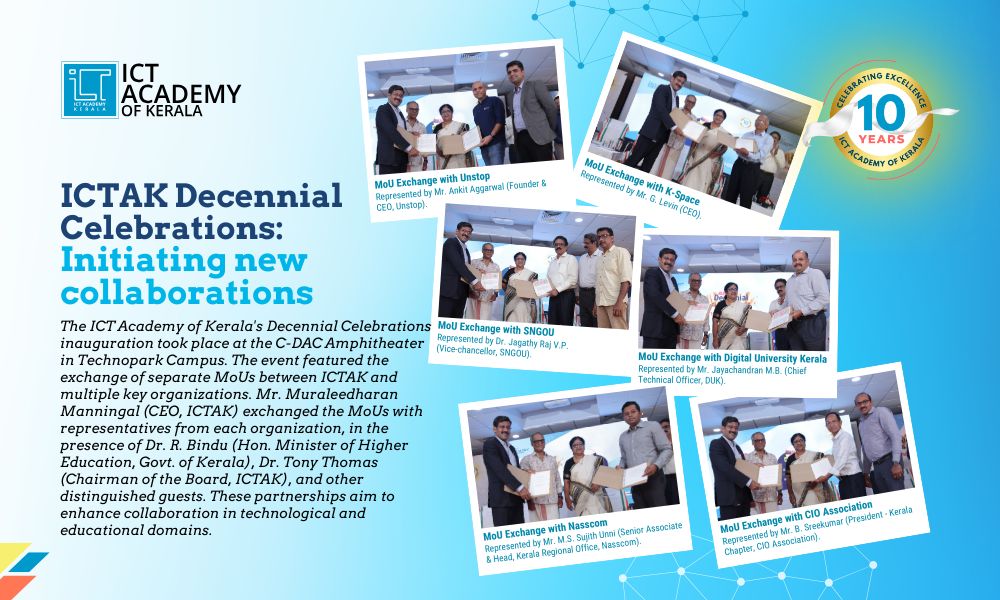 ICT ACADEMY
KERALA
ICT
ACADEMY
OF KERALA
ICTAK Decennial
Celebrations:
Initiating new
collaborations
The ICT Academy of Kerala's Decennial Celebrations
inauguration took place at the C-DAC Amphitheater
in Technopark Campus. The event featured the
exchange of separate MoUs between ICTAK and
multiple key organizations. Mr. Muraleedharan
Manningal (CEO, ICTAK) exchanged the MoUs with
representatives from each organization, in the
presence of Dr. R. Bindu (Hon. Minister of Higher
Education, Govt. of Kerala), Dr. Tony Thomas
(Chairman of the Board, ICTAK), and other
distinguished guests. These partnerships aim to
enhance collaboration in technological and
educational domains.
MoU Exchange with Unstop
Represented by Mr. Ankit Aggarwal (Founder &
CEO, Unstop).
MoU Exchange with K-Space
Represented by Mr. G. Levin (CEO).
CELEBRATING EXCELLENCE
10
YEARS
ICT ACADEMY OF KERALA
MoU Exchange with SNGOU
Represented by Dr. Jagathy Raj V.P.
(Vice-chancellor, SNGOU).
Decennial
MoU Exchange with Digital University Kerala
Represented by Mr. Jayachandran M.B. (Chief
Technical Officer, DUK).
MoU Exchange with Nasscom
Represented by Mr. M.S. Sujith Unni (Senior Associate
& Head, Kerala Regional Office, Nasscom).
MoU Exchange with CIO Association
Represented by Mr. B. Sreekumar (President - Kerala
Chapter, CIO Association).